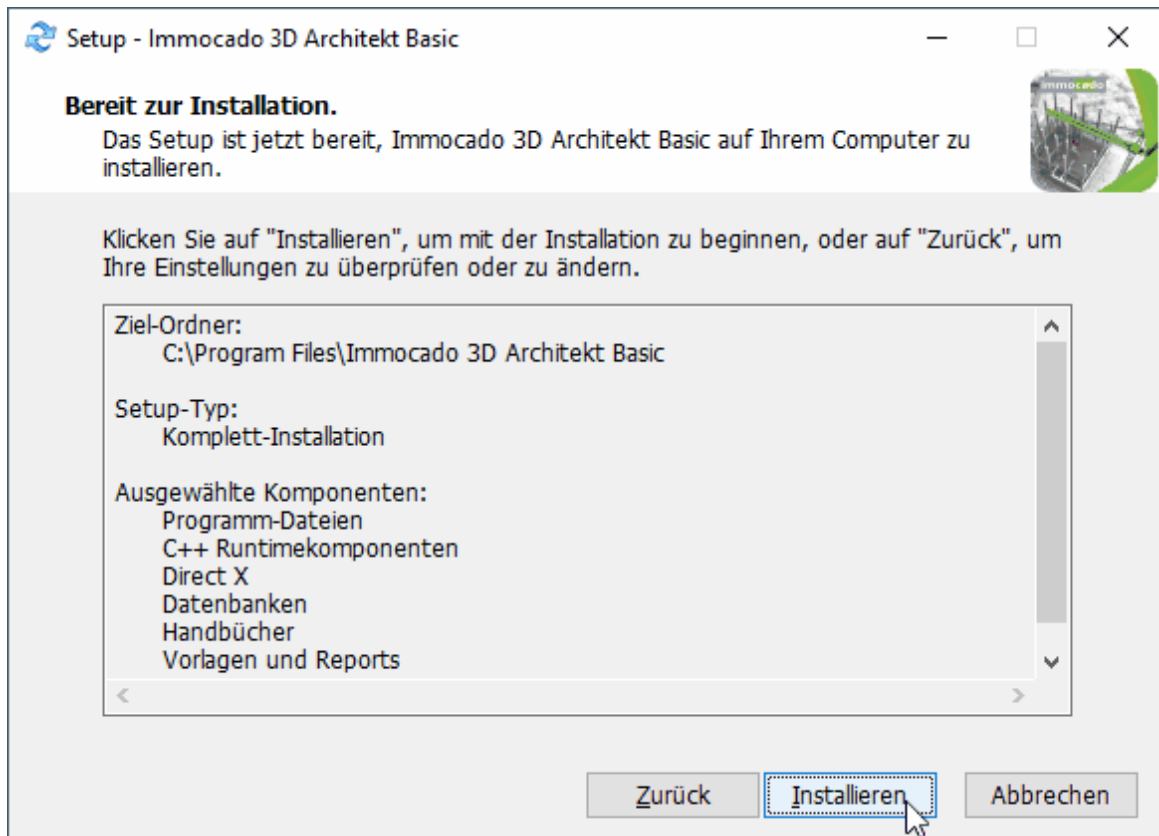 Setup - Immocado 3D Architekt Basic
immocado
Bereit zur Installation.
Das Setup ist jetzt bereit, Immocado 3D Architekt Basic auf Ihrem Computer zu
installieren.
Klicken Sie auf "Installieren", um mit der Installation zu beginnen, oder auf "Zurück", um
Ihre Einstellungen zu überprüfen oder zu ändern.
Ziel-Ordner:
C:\Program Files\Immocado 3D Architekt Basic
Setup-Typ:
Komplett-Installation
Ausgewählte Komponenten:
Programm-Dateien
C++ Runtimekomponenten
Direct X
Datenbanken
Handbücher
Vorlagen und Reports
Zurück
Installieren
Abbrechen